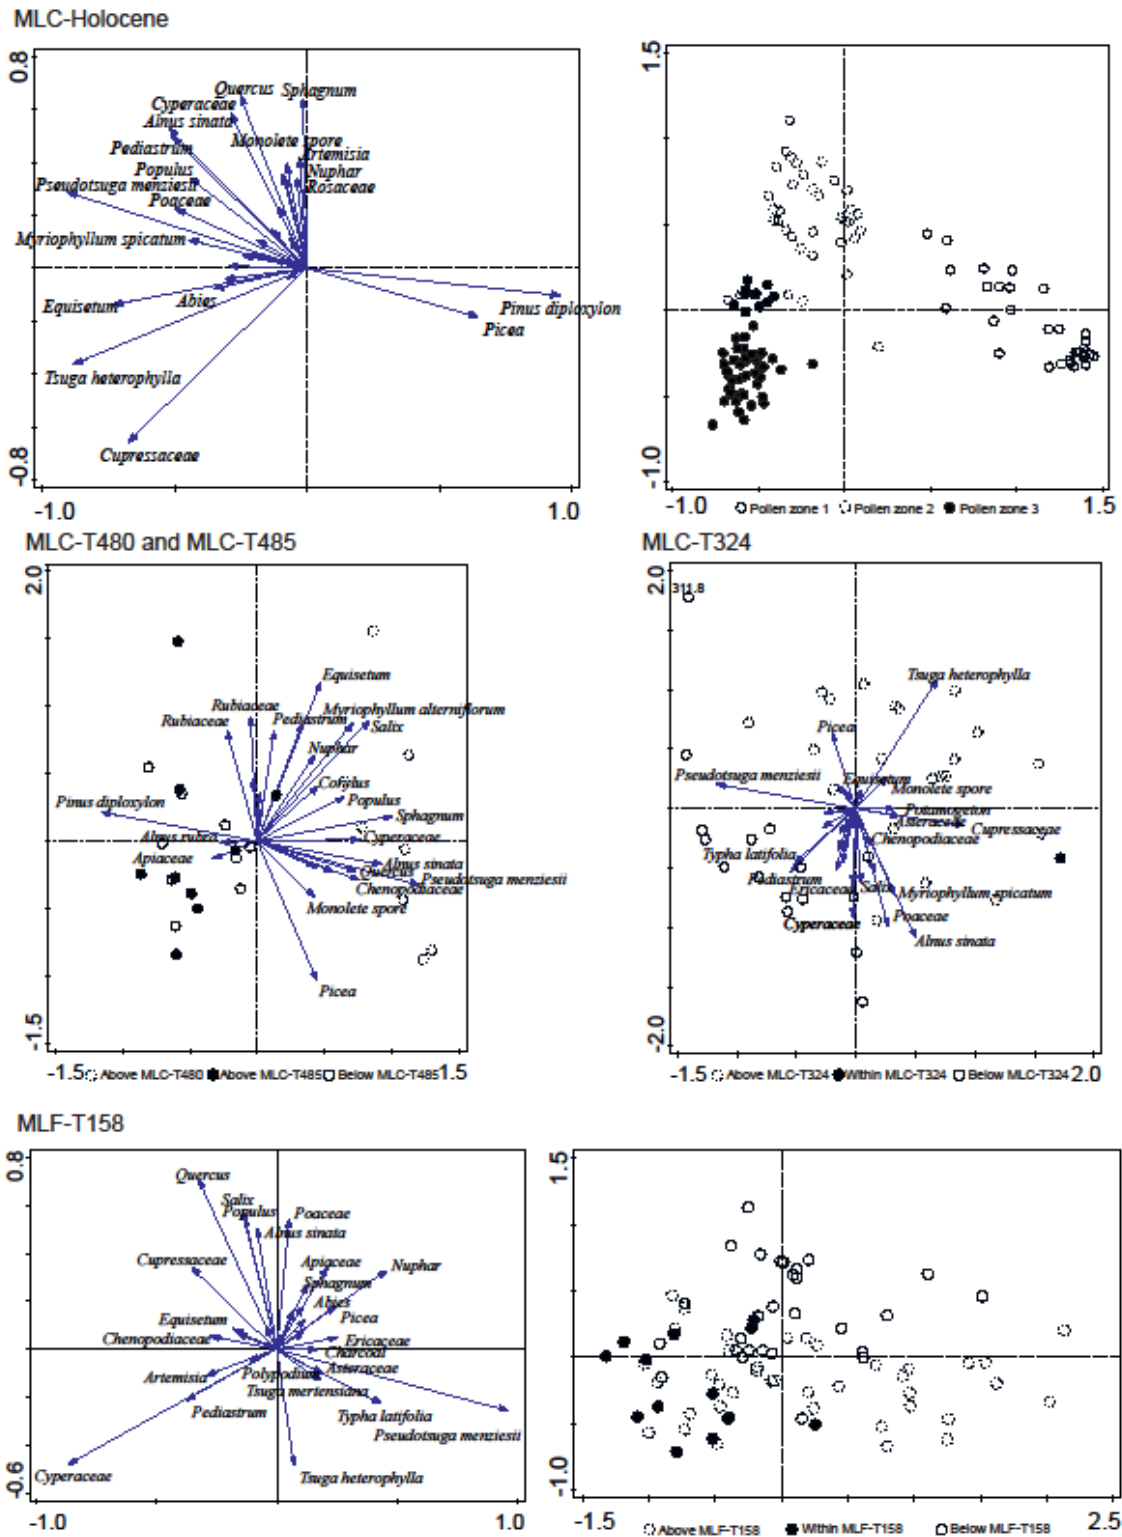 MLC-Holocene
0.8
Quercus
Sphagnum
Cyperaceae
Alnus sinata
Monolete spore
Pediastrum
Artemisia
Populus
Nuphar
Pseudotsuga menziesii
Rosaceae
Poaceae
Myriophyllum spicatum
Equisetum
Abies
Pinus diploxylon
Picea
Tsuga heterophylla
Cupressaceae
-0.8
-1.0
1.0
1.5
-1.0
-1.0
Pollen zone 1
Pollen zone 2
Pollen zone 3
1.5
MLC-T480 and MLC-T485
2.0
Equisetum
Rubiaceae
Rubiaceae
Pediastrum
Myriophyllum alterniflorum
Salix
Nuphar
Corylus
Pinus diploxylon
Populus
Sphagnum
Alnus rubra
Cyperaceae
Apiaceae
Alnus sinata
Quercus
Pseudotsuga menziesii
Chenopodiaceae
Monolete spore
Picea
-1.5
-1.5
Above MLC-T480
Above MLC-T485
Below MLC-T485
1.5
MLC-T324
2.0
311.8
Tsuga heterophylla
Picea
Pseudotsuga menziesii
Equisetum
Monolete spore
Potamogeton
Asteraceae
Cupressaceae
Chenopodiaceae
Typha latifolia
Pediastrum
Ericaceae
Salix
Myriophyllum spicatum
Cyperaceae
Poaceae
Alnus sinata
-2.0
-1.5
Above MLC-T324
Within MLC-T324
Below MLC-T324
2.0
MLF-T158
0.8
Quercus
Salix
Populus
Poaceae
Alnus sinata
Cupressaceae
Apiaceae
Nuphar
Sphagnum
Abies
Equisetum
Picea
Chenopodiaceae
Ericaceae
Charcoal
Artemisia
Polypodium
Asteraceae
Tsuga mertensiana
Pediastrum
Typha latifolia
Pseudotsuga menziesii
Cyperaceae
Tsuga heterophylla
-0.6
-1.0
1.0
1.5
-1.0
-1.5
Above MLF-T158
Within MLF-T158
Below MLF-T158
2.5